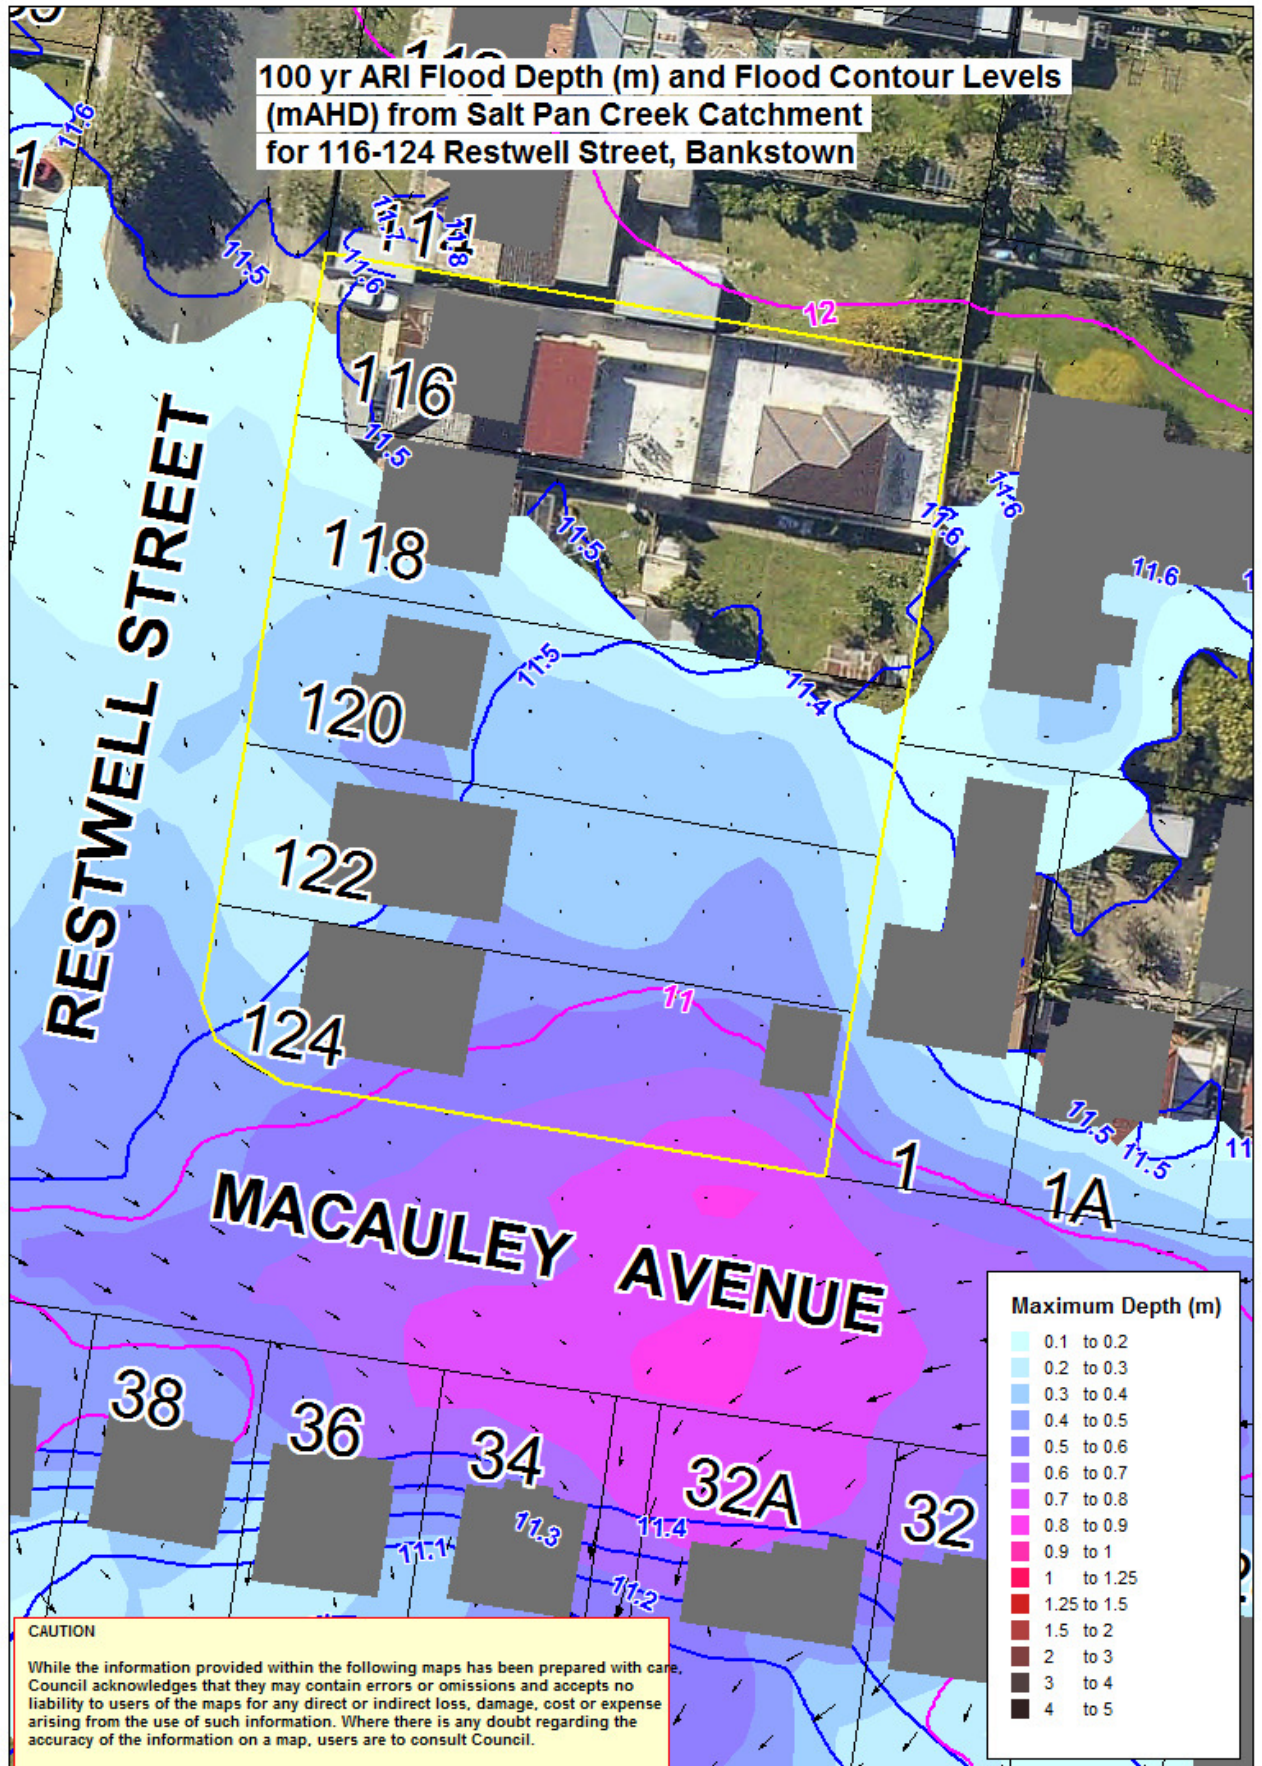 100 yr ARI Flood Depth (m) and Flood Contour Levels
(mAHD) from Salt Pan Creek Catchment
for 116-124 Restwell Street, Bankstown
11.6
1
114
11.8
11.5
11.6
12
116
11.5
11.6
11.6
118
11.5
11.6
120
11.5
11.4
RESTWELL STREET
122
11
124
1
11.5
11.5
11
1A
MACAULEY AVENUE
38
36
34
32A
32
11.3
11.4
11.1
11.2
Maximum Depth (m)
0.1 to 0.2
0.2 to 0.3
0.3 to 0.4
0.4 to 0.5
0.5 to 0.6
0.6 to 0.7
0.7 to 0.8
0.8 to 0.9
0.9 to 1
1 to 1.25
1.25 to 1.5
1.5 to 2
2 to 3
3 to 4
4 to 5
CAUTION
While the information provided within the following maps has been prepared with care,
Council acknowledges that they may contain errors or omissions and accepts no
liability to users of the maps for any direct or indirect loss, damage, cost or expense
arising from the use of such information. Where there is any doubt regarding the
accuracy of the information on a map, users are to consult Council.